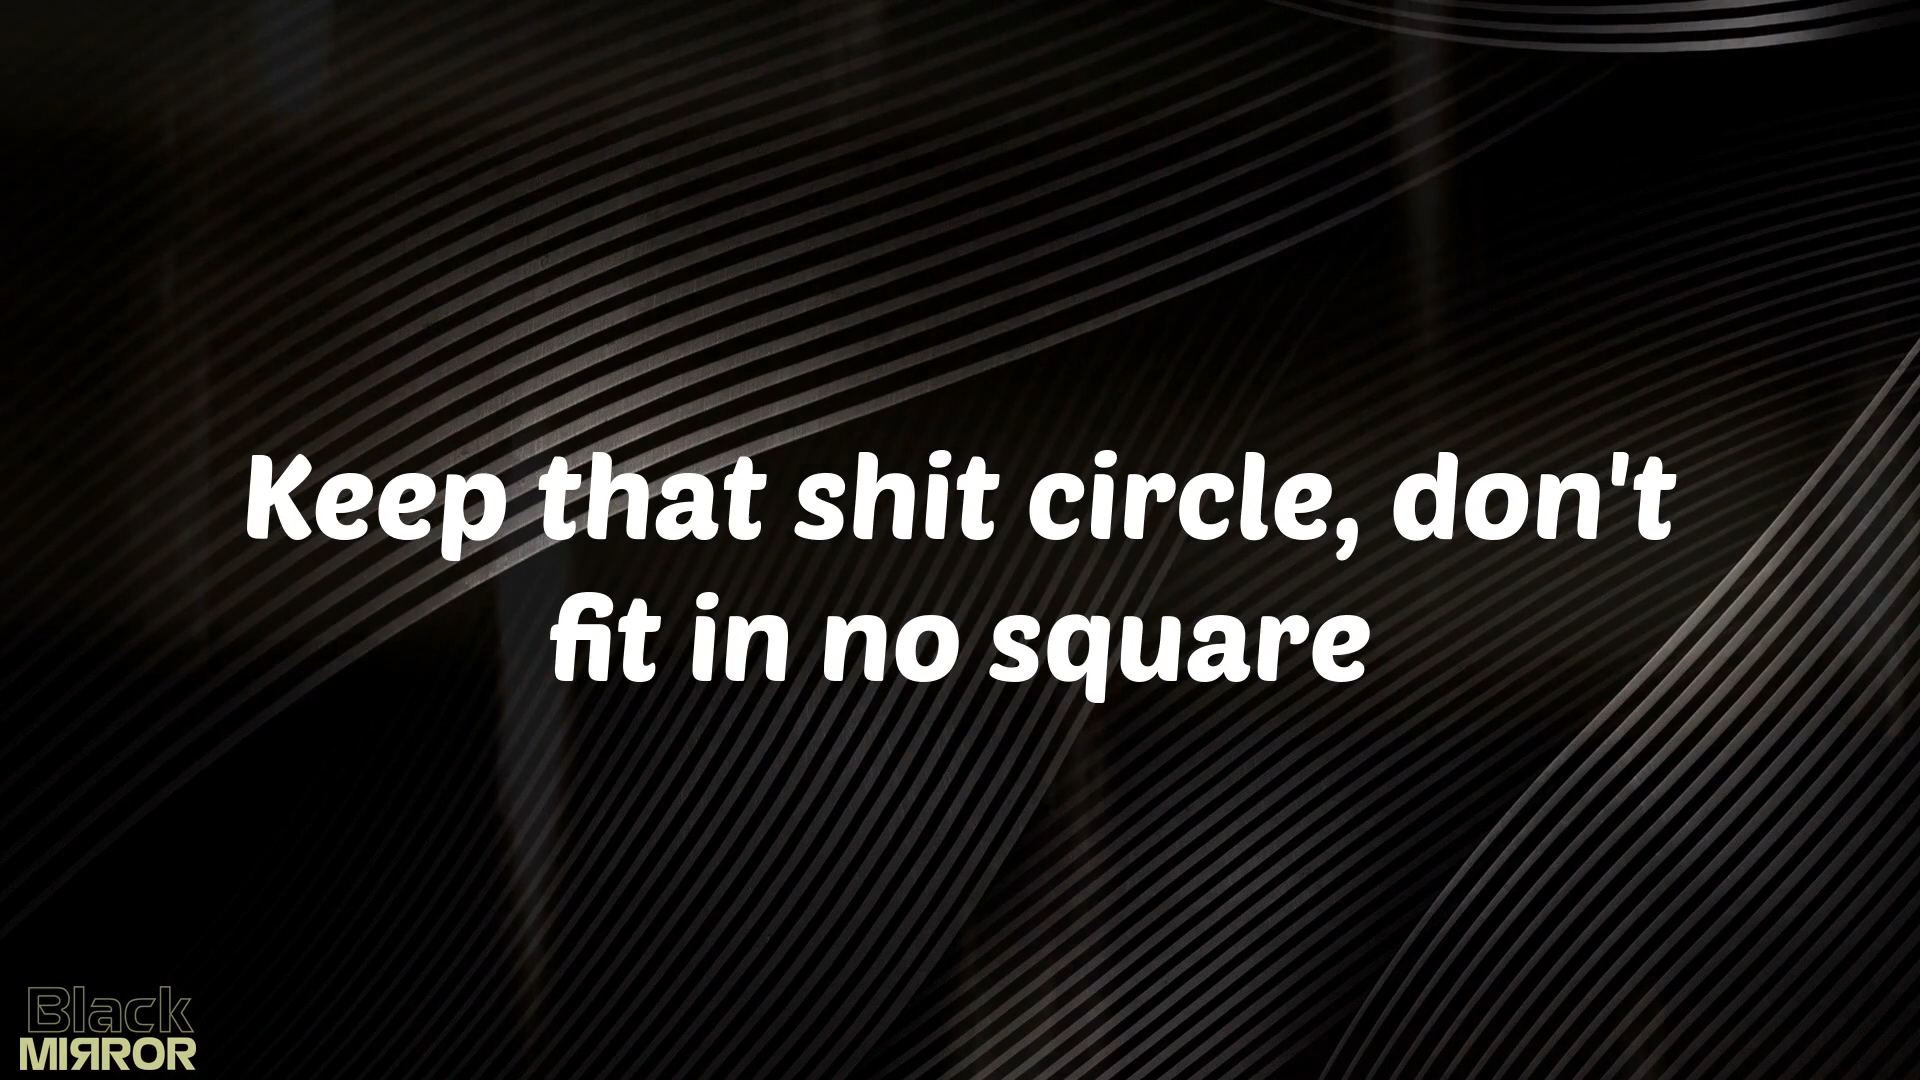 Keep that shit circle, don't
fit in no square
Black
MIЯROR